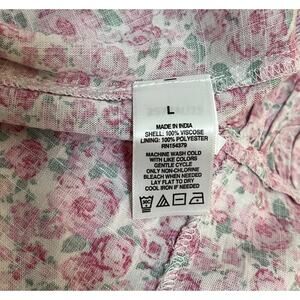 L
MADE IN INDIA
SHELL: 100% VISCOSE
LINING: 100% POLYESTER
RN154379
MACHINE WASH COLD
WITH LIKE COLORS
GENTLE CYCLE
ONLY NON-CHLORINE
BLEACH WHEN NEEDED
LAY FLAT TO DRY
COOL IRON IF NEEDED